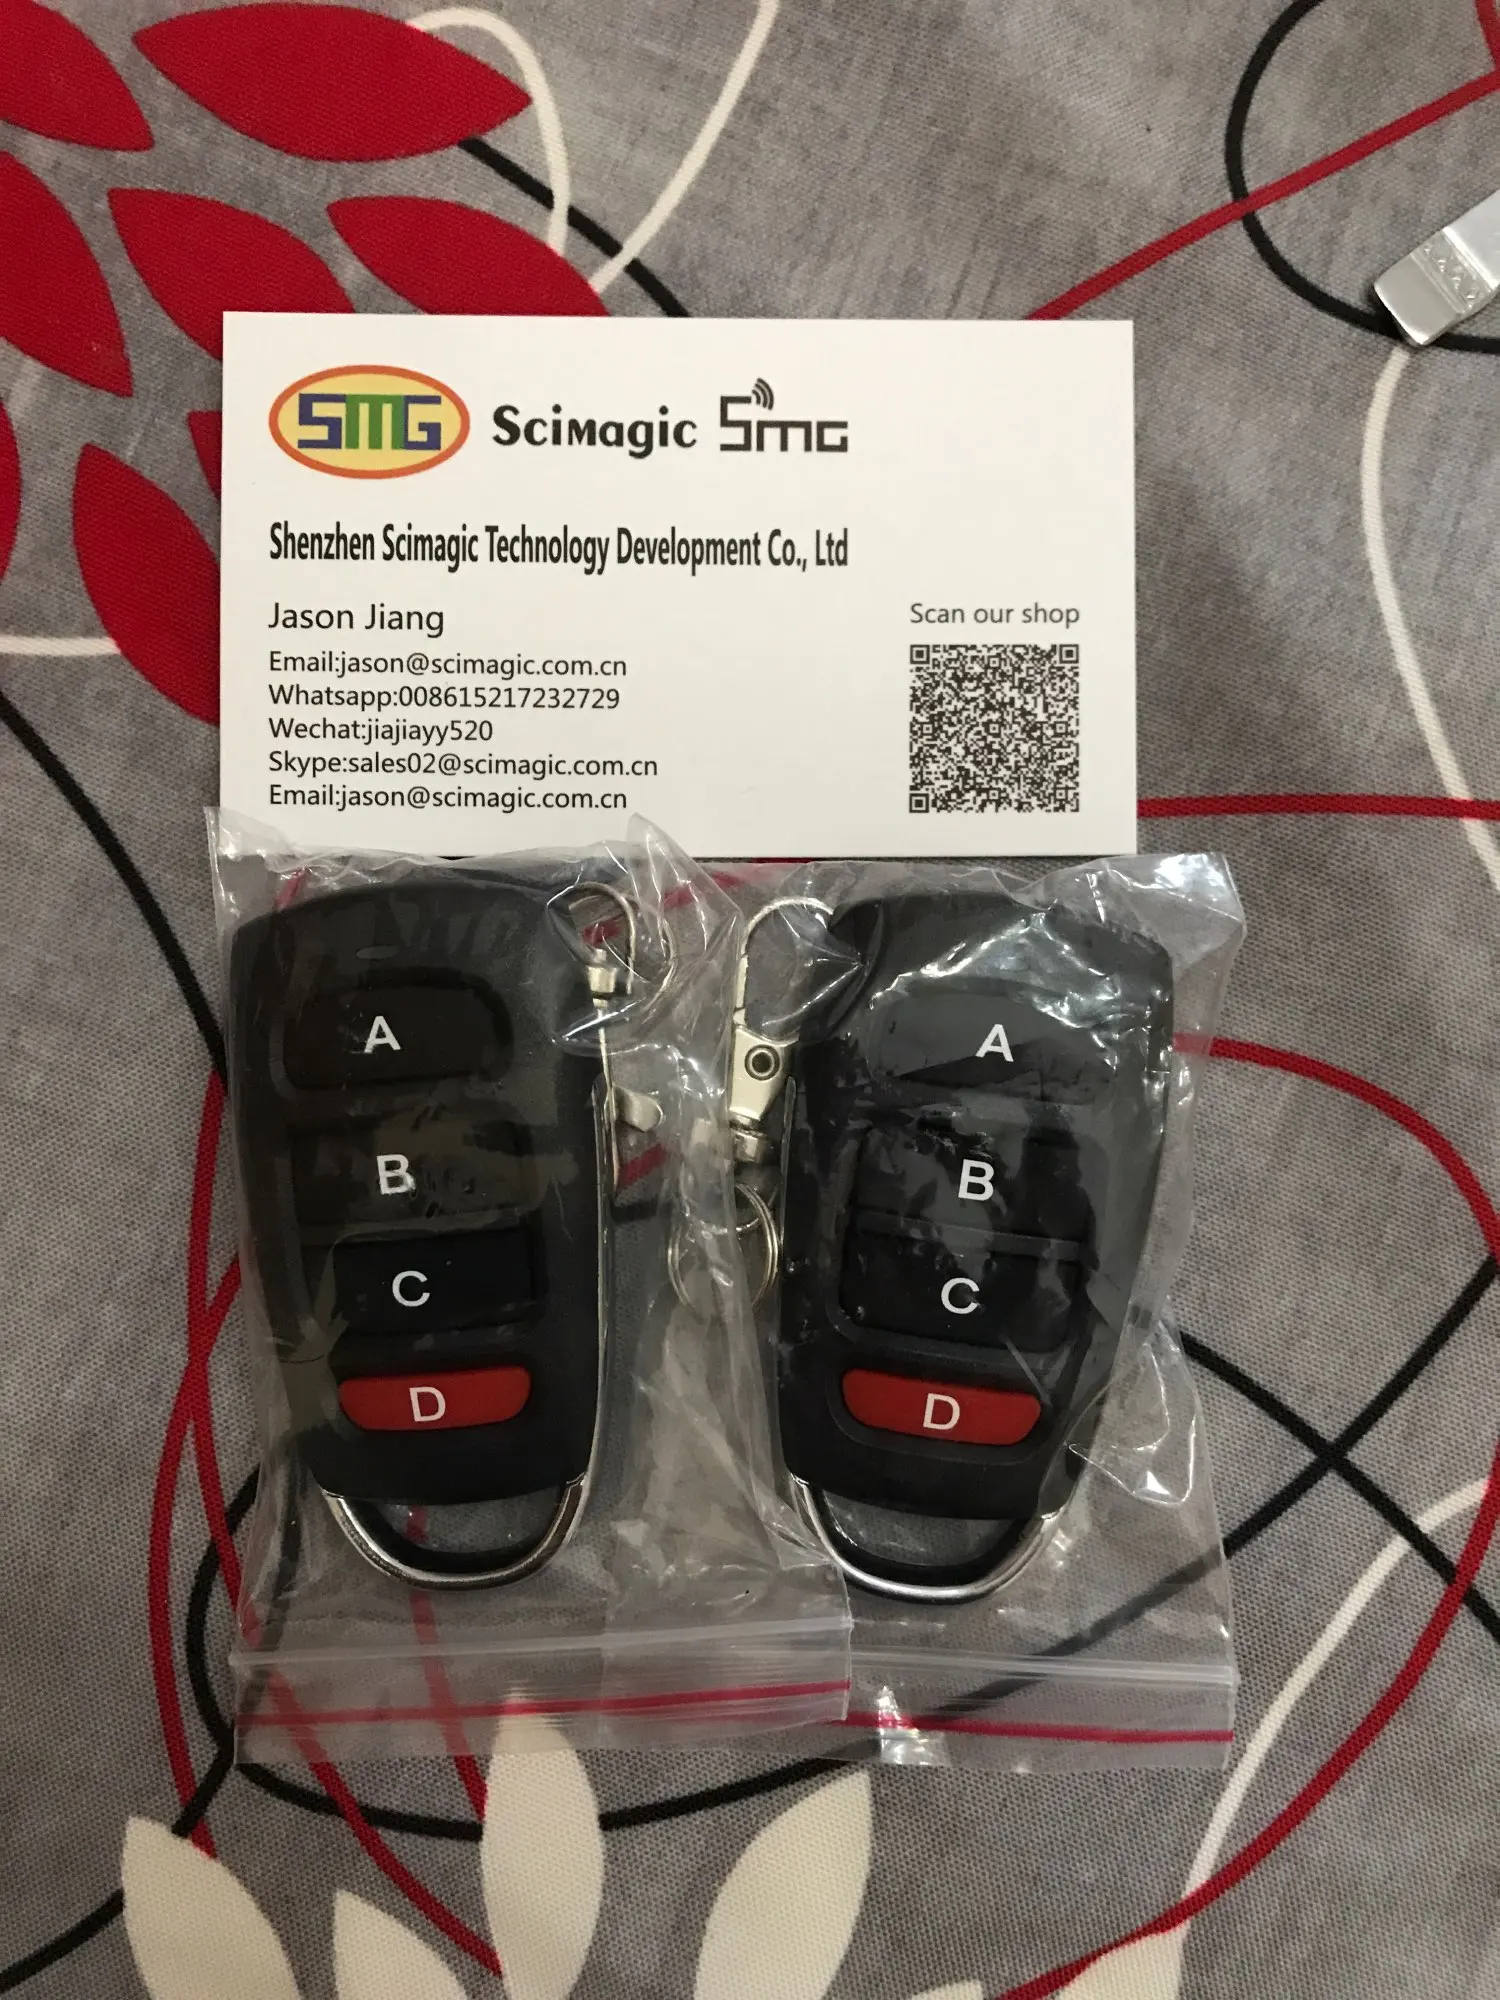 SMG Scimagic SMG
Shenzhen Scimagic Technology Development Co., Ltd
Jason Jiang
Scan our shop
Email:jason@scimagic.com.cn
Whatsapp:008615217232729
Wechat:jiajiayy520
Skype:sales02@scimagic.com.cn
Email:jason@scimagic.com.cn
A
B
C
D
A
B
C
D